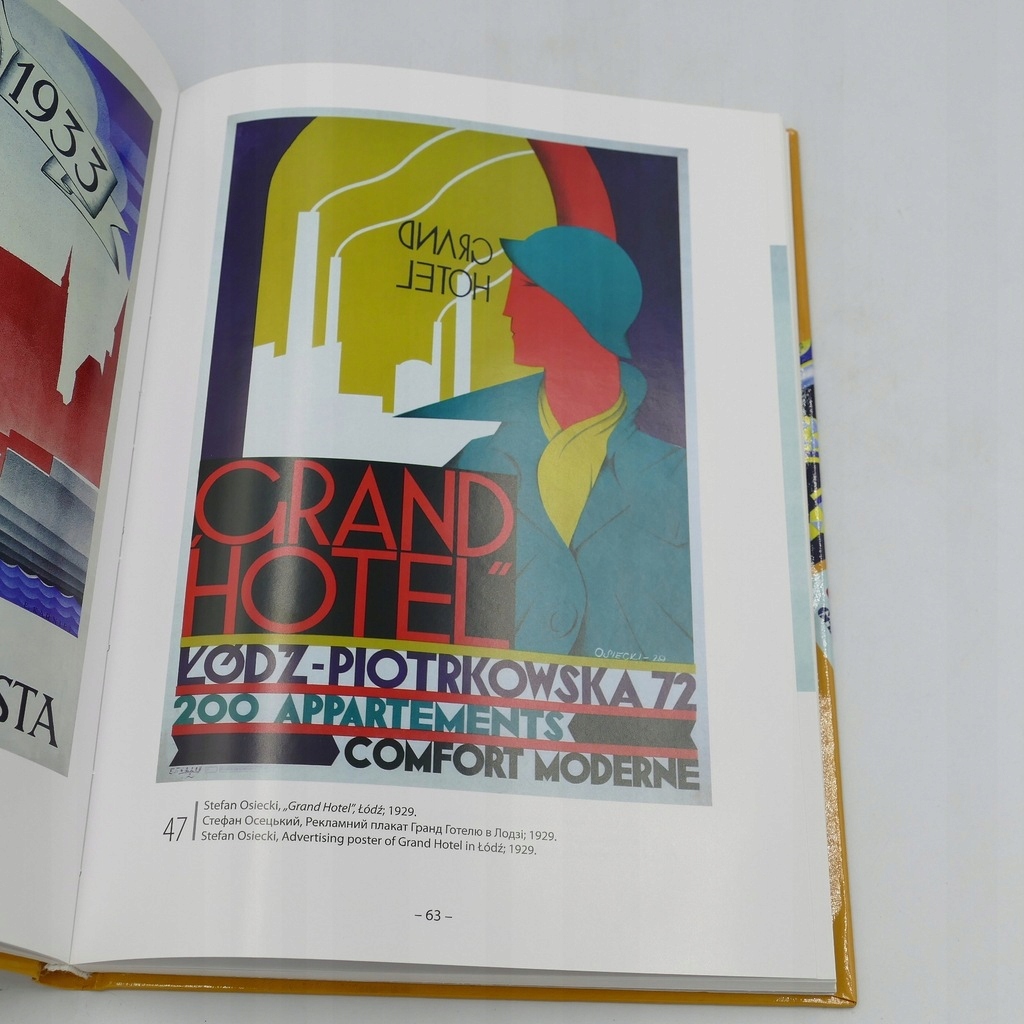 1933
STA
GRAND
HOTEL
„GRAND
HOTEL”
OSIECKI-29
ŁÓDŹ-PIOTRKOWSKA 72
200 APPARTEMENTS
COMFORT MODERNE
47
Stefan Osiecki, „Grand Hotel”, Łódź; 1929.
Стефан Осецький, Рекламний плакат Гранд Готелю в Лодзі; 1929.
Stefan Osiecki, Advertising poster of Grand Hotel in Łódź; 1929.
– 63 –